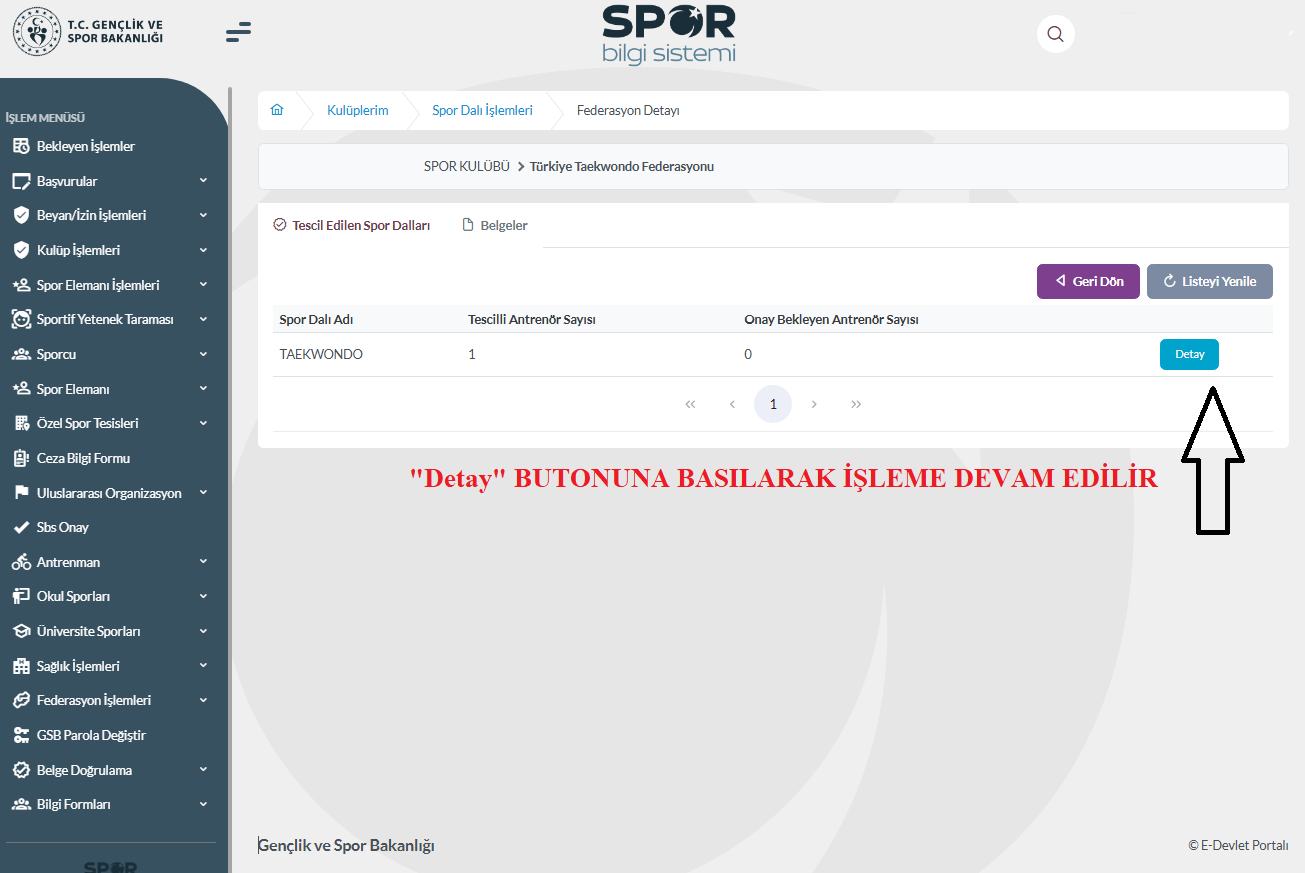 T.C. GENÇLİK VE
SPOR BAKANLIĞI
SPOR
bilgi sistemi
İŞLEM MENÜSÜ
Bekleyen İşlemler
Başvurular
Beyan/İzin İşlemleri
Kulüp İşlemleri
Spor Elemanı İşlemleri
Sportif Yetenek Taraması
Sporcu
Spor Elemanı
Özel Spor Tesisleri
Ceza Bilgi Formu
Uluslararası Organizasyon
Sbs Onay
Antrenman
Okul Sporları
Üniversite Sporları
Sağlık İşlemleri
Federasyon İşlemleri
GSB Parola Değiştir
Belge Doğrulama
Bilgi Formları
SPOR
Kulüplerim Spor Dalı İşlemleri Federasyon Detayı
SPOR KULÜBÜ > Türkiye Taekwondo Federasyonu
Tescil Edilen Spor Dalları Belgeler
Geri Dön Listeyi Yenile
Spor Dalı Adı Tescilli Antrenör Sayısı Onay Bekleyen Antrenör Sayısı
TAEKWONDO 1 0 Detay
« ‹ 1 › »
"Detay" BUTONUNA BASILARAK İŞLEME DEVAM EDİLİR
Gençlik ve Spor Bakanlığı © E-Devlet Portalı